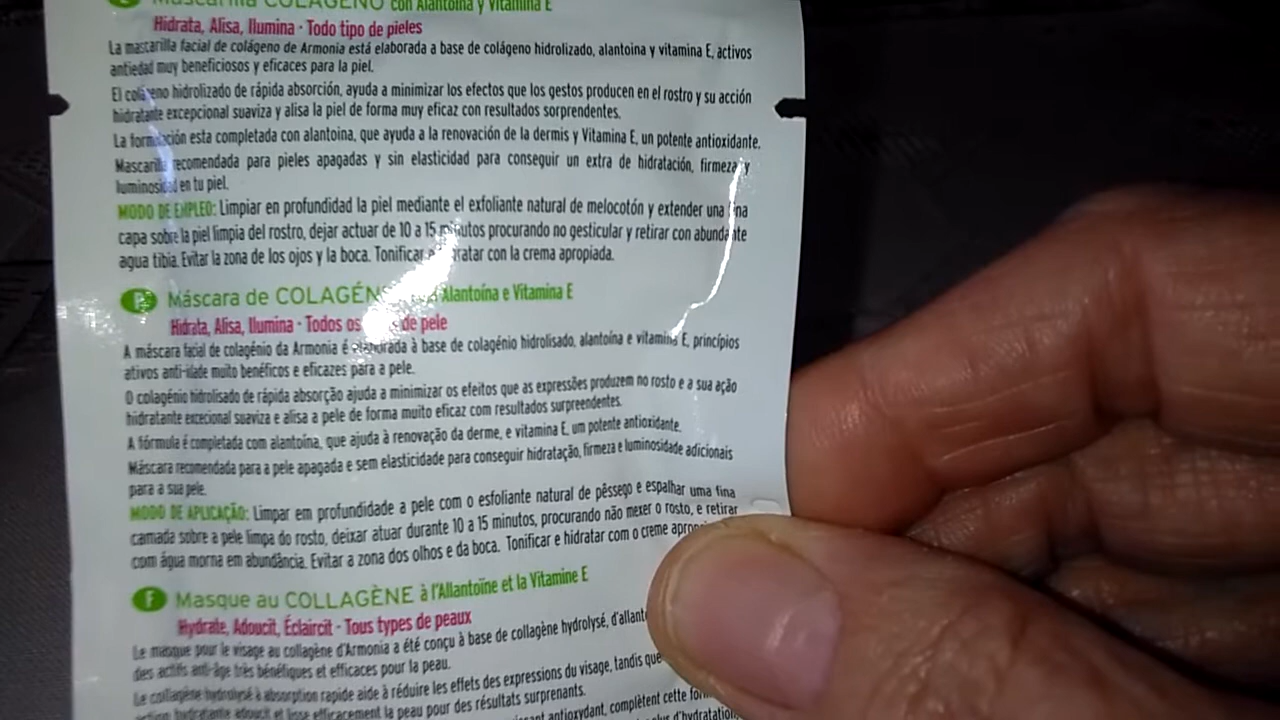 Mascarilla COLÁGENO con Alantoína y Vitamina E
Hidrata, Alisa, Ilumina · Todo tipo de pieles
La mascarilla facial de colágeno de Armonia está elaborada a base de colágeno hidrolizado, alantoina y vitamina E, activos
antiedad muy beneficiosos y eficaces para la piel.
El colágeno hidrolizado de rápida absorción, ayuda a minimizar los efectos que los gestos producen en el rostro y su acción
hidratante excepcional suaviza y alisa la piel de forma muy eficaz con resultados sorprendentes.
La formulación esta completada con alantoina, que ayuda a la renovación de la dermis y Vitamina E, un potente antioxidante.
Mascarilla recomendada para pieles apagadas y sin elasticidad para conseguir un extra de hidratación, firmeza y
luminosidad en tu piel.
MODO DE EMPLEO: Limpiar en profundidad la piel mediante el exfoliante natural de melocotón y extender una fina
capa sobre la piel limpia del rostro, dejar actuar de 10 a 15 minutos procurando no gesticular y retirar con abundante
agua tibia. Evitar la zona de los ojos y la boca. Tonificar con la crema apropiada.
P Máscara de Alantoína e Vitamina E
Hidrata, Alisa, Ilumina · Todos os de pele
A máscara facial de colagénio da Armonia é elaborada à base de colagénio hidrolisado, alantoína e vitamina E, princípios
ativos anti-idade muito benéficos e eficazes para a pele.
O colagénio hidrolisado de rápida absorção ajuda a minimizar os efeitos que as expressões produzem no rosto e a sua ação
hidratante excecional suaviza e alisa a pele de forma muito eficaz com resultados surpreendentes.
A fórmula é completada com alantoína, que ajuda à renovação da derme, e vitamina E, um potente antioxidante.
Máscara recomendada para a pele apagada e sem elasticidade para conseguir hidratação, firmeza e luminosidade adicionais
para a sua pele.
MODO DE APLICAÇÃO: Limpar em profundidade a pele com o esfoliante natural de pêssego e espalhar uma fina
camada sobre a pele limpa do rosto, deixar atuar durante 10 a 15 minutos, procurando não mexer o rosto, e retirar
com água morna em abundância. Evitar a zona dos olhos e da boca. Tonificar e hidratar com o creme
F Masque au COLLAGÈNE à l'Allantoïne et la Vitamine E
Hydrate, Adoucit, Éclaircit · Tous types de peaux
Le masque pour le visage au collagène d'Armonia a été conçu à base de collagène hydrolysé,
des actifs anti-âge très bénéfiques et efficaces pour la peau.
Le collagène hydrolysé à absorption rapide aide à réduire les effets des expressions du visage, tandis que
action hydratante adoucit et lisse efficacement la peau pour des résultats surprenants.
antioxydant, complètent cette
d'hydratation,